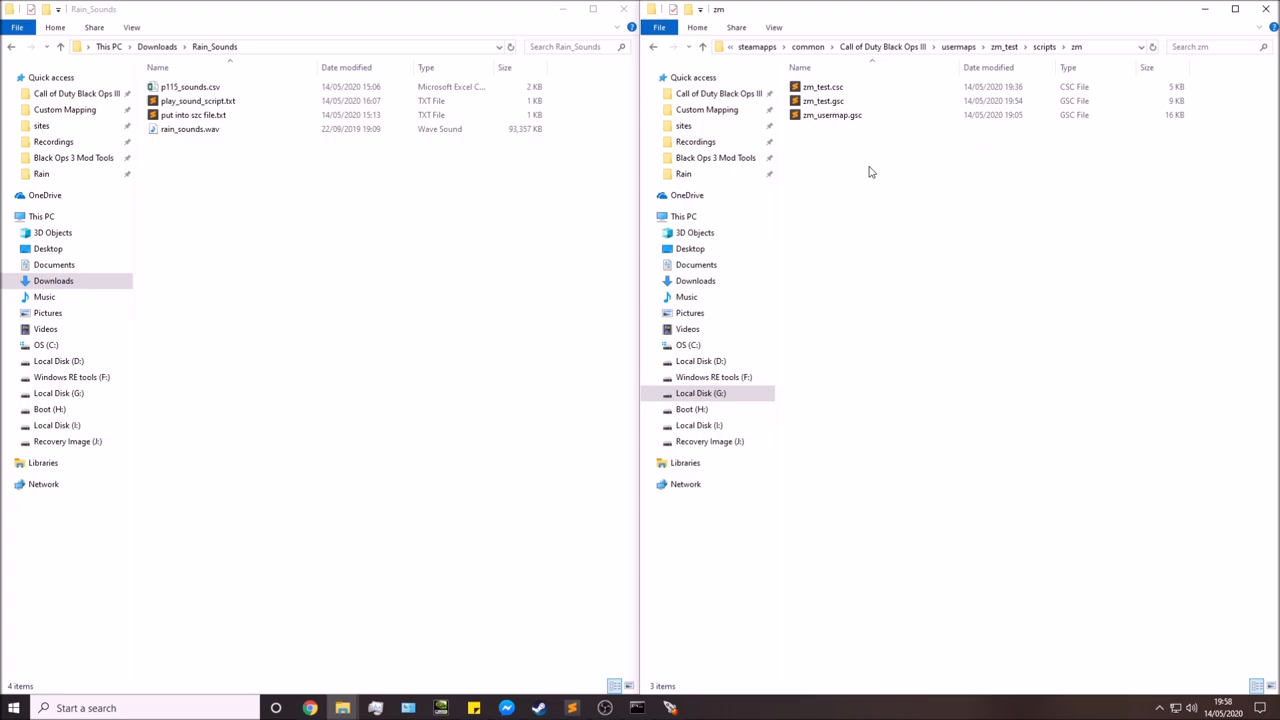 Rain_Sounds
File Home Share View
This PC Downloads Rain_Sounds Search Rain_Sounds
Name Date modified Type Size
Quick access
Call of Duty Black Ops III
Custom Mapping
sites
Recordings
Black Ops 3 Mod Tools
Rain
OneDrive
This PC
3D Objects
Desktop
Documents
Downloads
Music
Pictures
Videos
OS (C:)
Local Disk (D:)
Windows RE tools (F:)
Local Disk (G:)
Boot (H:)
Local Disk (I:)
Recovery Image (J:)
Libraries
Network
p115_sounds.csv 14/05/2020 15:06 Microsoft Excel C... 2 KB
play_sound_script.txt 14/05/2020 16:07 TXT File 1 KB
put into szc file.txt 14/05/2020 15:13 TXT File 1 KB
rain_sounds.wav 22/09/2019 19:09 Wave Sound 93,357 KB
4 items
zm
File Home Share View
« steamapps common Call of Duty Black Ops III usermaps zm_test scripts zm Search zm
Name Date modified Type Size
Quick access
Call of Duty Black Ops III
Custom Mapping
sites
Recordings
Black Ops 3 Mod Tools
Rain
OneDrive
This PC
3D Objects
Desktop
Documents
Downloads
Music
Pictures
Videos
OS (C:)
Local Disk (D:)
Windows RE tools (F:)
Local Disk (G:)
Boot (H:)
Local Disk (I:)
Recovery Image (J:)
Libraries
Network
zm_test.csc 14/05/2020 19:36 CSC File 5 KB
zm_test.gsc 14/05/2020 19:54 GSC File 9 KB
zm_usermap.gsc 14/05/2020 19:05 GSC File 16 KB
3 items
Start a search
19:58
14/05/2020